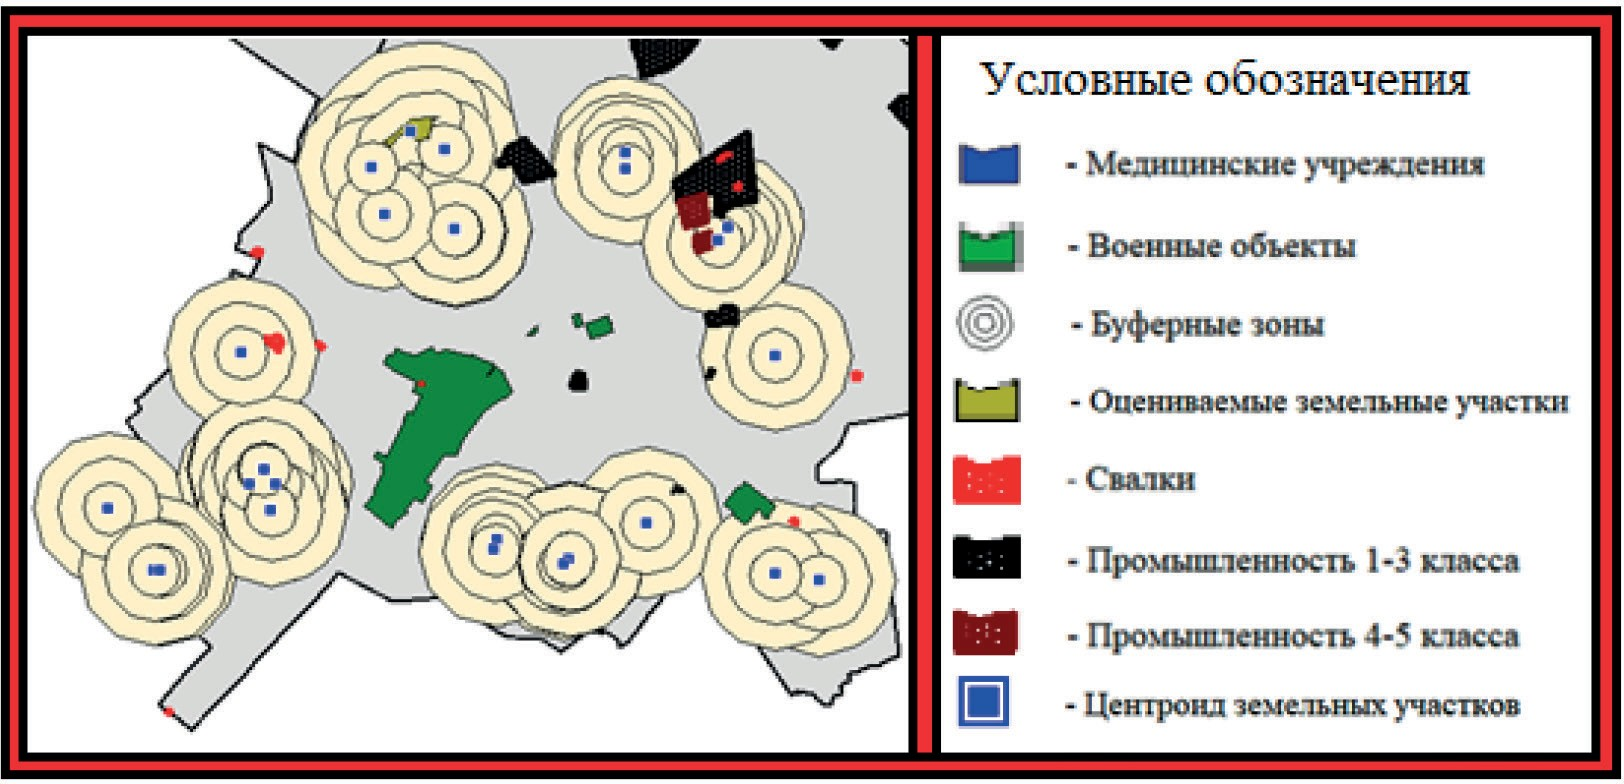 Условные обозначения
- Медицинские учреждения
- Военные объекты
- Буферные зоны
- Оцениваемые земельные участки
- Свалки
- Промышленность 1-3 класса
- Промышленность 4-5 класса
- Центроид земельных участков